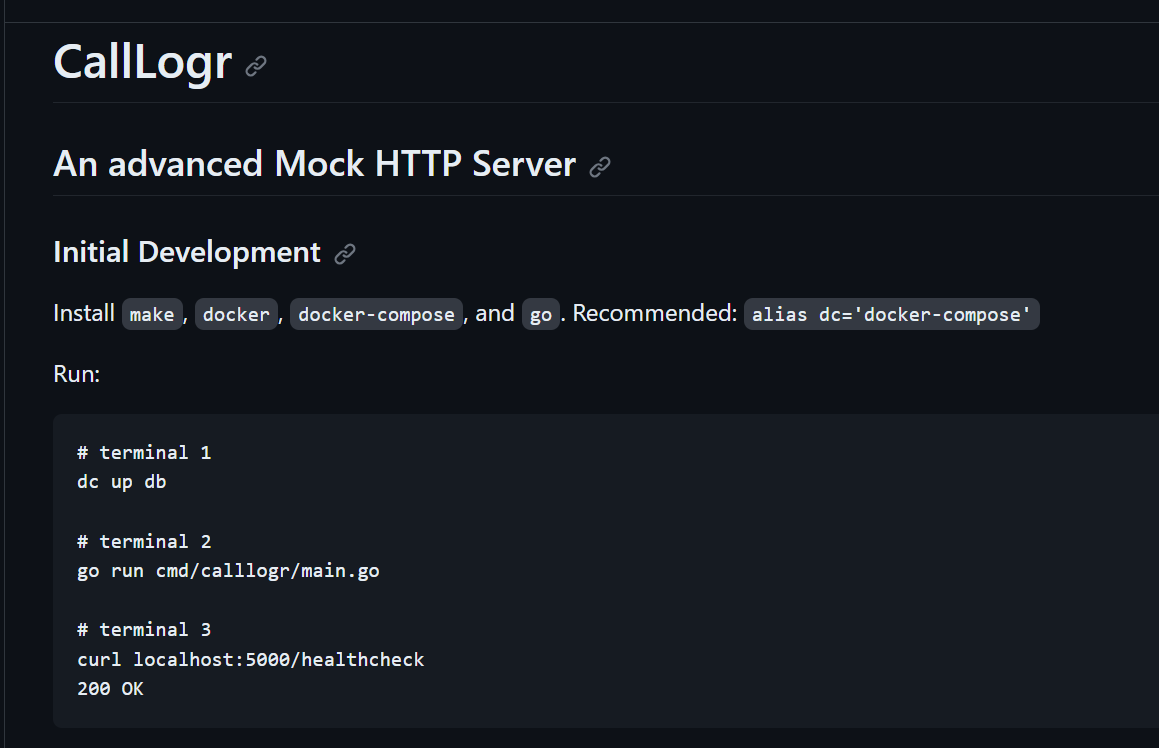 CallLogr
An advanced Mock HTTP Server
Initial Development
Install make, docker, docker-compose, and go. Recommended: alias dc='docker-compose'
Run:
# terminal 1
dc up db
# terminal 2
go run cmd/calllogr/main.go
# terminal 3
curl localhost:5000/healthcheck
200 OK